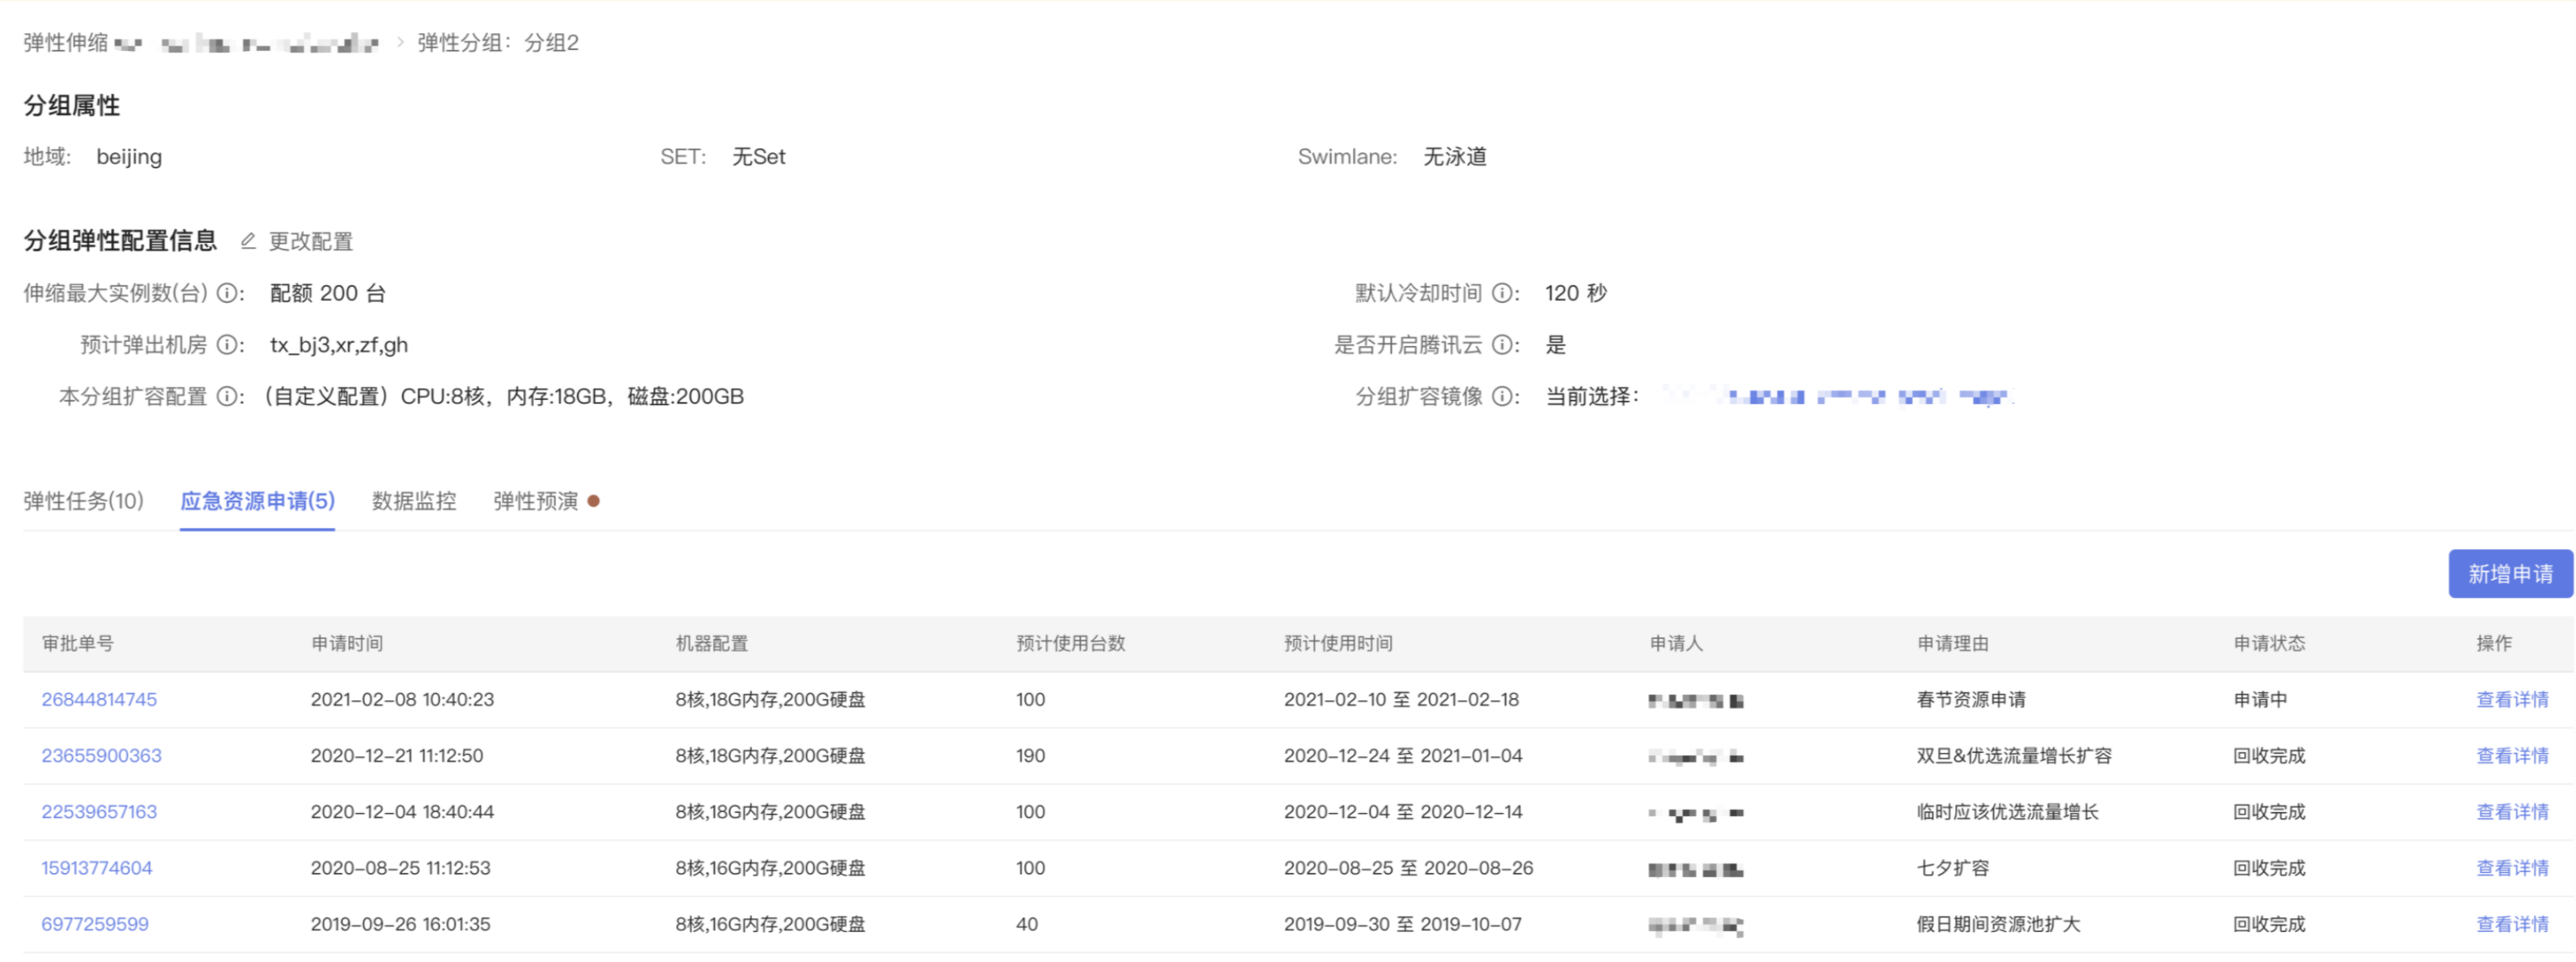 弹性伸缩 > 弹性分组：分组2
分组属性
地域: beijing SET: 无Set Swimlane: 无泳道
分组弹性配置信息 更改配置
伸缩最大实例数(台) : 配额 200 台 默认冷却时间 : 120 秒
预计弹出机房 : tx_bj3,xr,zf,gh 是否开启腾讯云 : 是
本分组扩容配置 : （自定义配置）CPU:8核，内存:18GB，磁盘:200GB 分组扩容镜像 : 当前选择：
弹性任务(10) 应急资源申请(5) 数据监控 弹性预演
新增申请
审批单号 申请时间 机器配置 预计使用台数 预计使用时间 申请人 申请理由 申请状态 操作
26844814745 2021-02-08 10:40:23 8核,18G内存,200G硬盘 100 2021-02-10 至 2021-02-18 春节资源申请 申请中 查看详情
23655900363 2020-12-21 11:12:50 8核,18G内存,200G硬盘 190 2020-12-24 至 2021-01-04 双旦&优选流量增长扩容 回收完成 查看详情
22539657163 2020-12-04 18:40:44 8核,18G内存,200G硬盘 100 2020-12-04 至 2020-12-14 临时应该优选流量增长 回收完成 查看详情
15913774604 2020-08-25 11:12:53 8核,16G内存,200G硬盘 100 2020-08-25 至 2020-08-26 七夕扩容 回收完成 查看详情
6977259599 2019-09-26 16:01:35 8核,16G内存,200G硬盘 40 2019-09-30 至 2019-10-07 假日期间资源池扩大 回收完成 查看详情